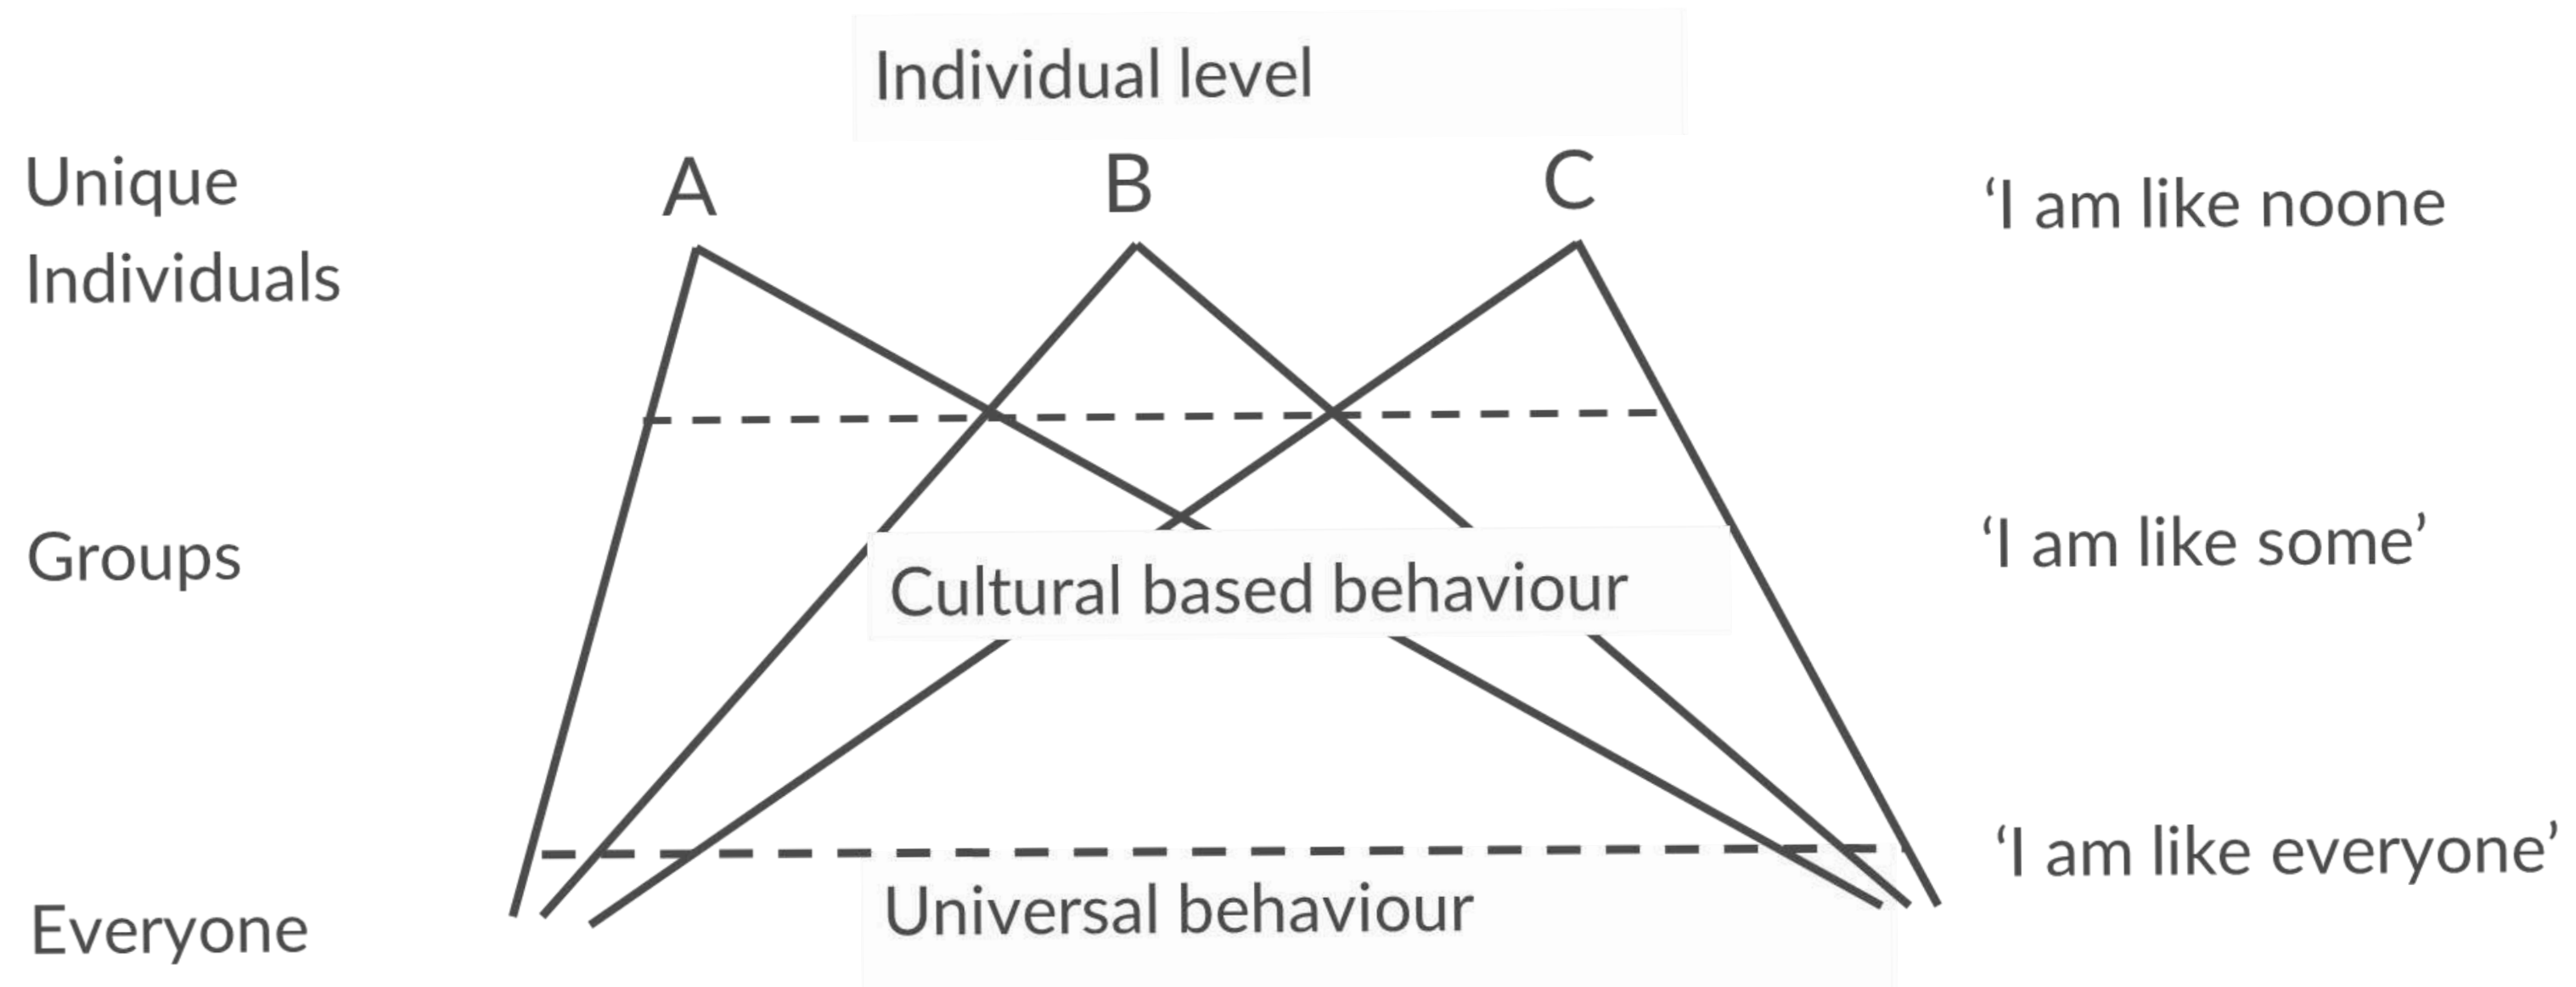 Individual level
Unique
Individuals
A
B
C
‘I am like noone
Groups
Cultural based behaviour
‘I am like some’
‘I am like everyone’
Everyone
Universal behaviour